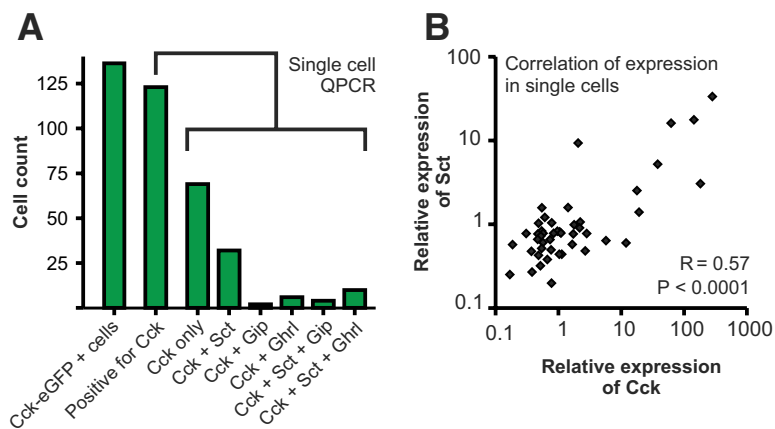 A
Single cell
QPCR
Cell count
125
100
75
50
25
Cck-eGFP + cells
Positive for Cck
Cck only
Cck + Sct
Cck + Gip
Cck + Ghrl
Cck + Sct + Gip
Cck + Sct + Ghrl
B
Correlation of expression
in single cells
Relative expression
of Sct
100
10
1
0.1
R = 0.57
P < 0.0001
0.1
1
10
100
1000
Relative expression
of Cck